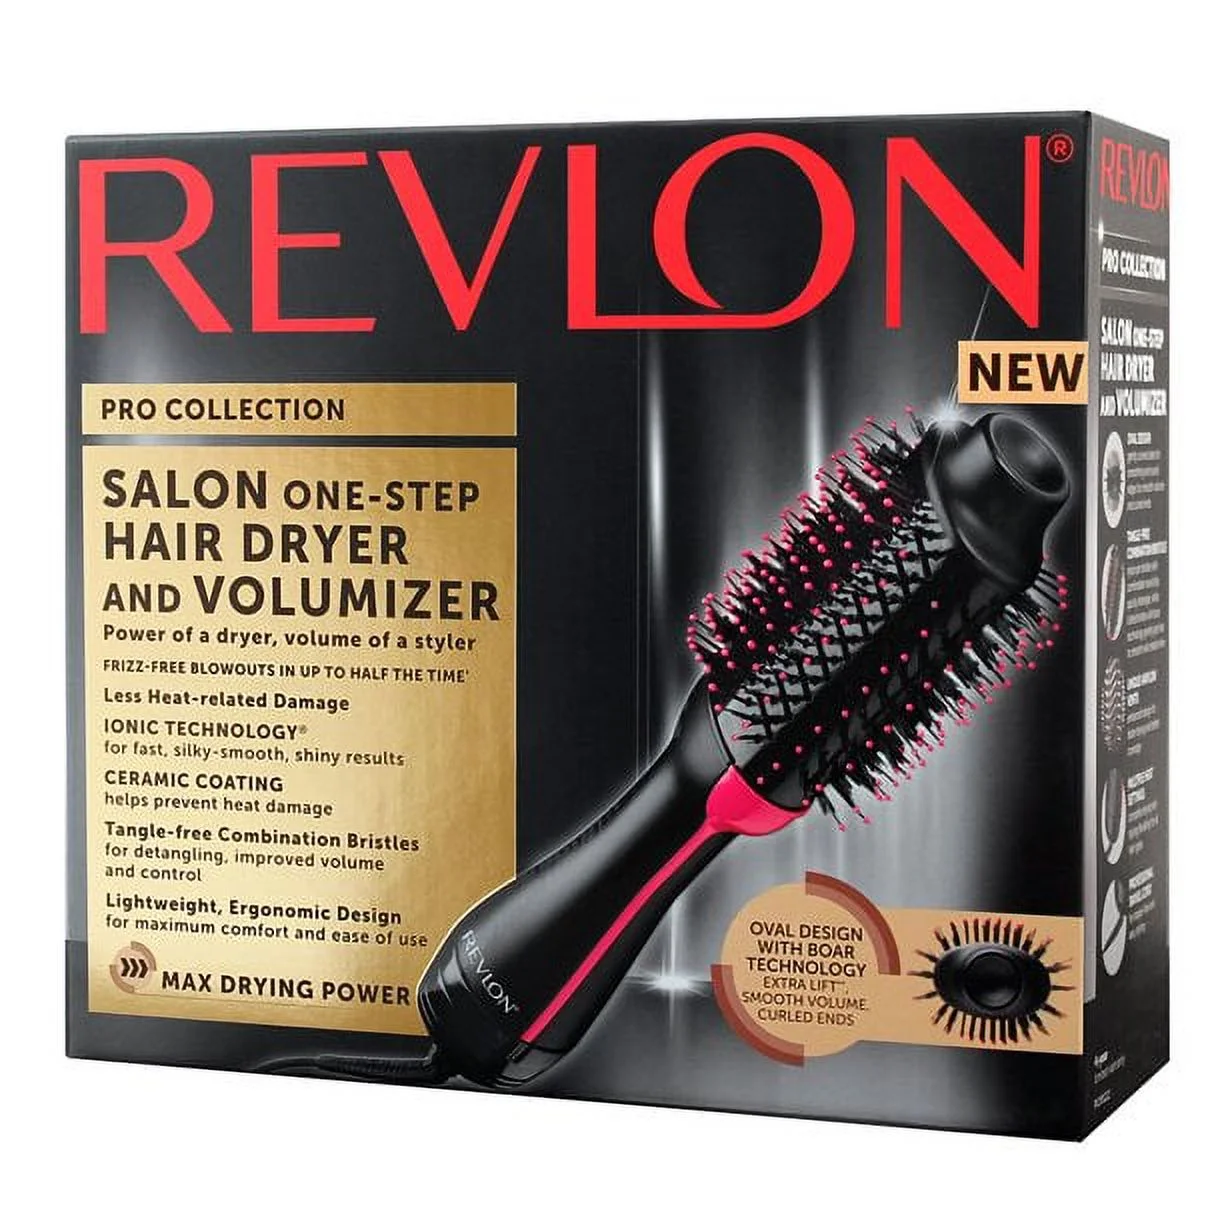 REVLON®
NEW
PRO COLLECTION
SALON ONE-STEP
HAIR DRYER
AND VOLUMIZER
Power of a dryer, volume of a styler
FRIZZ-FREE BLOWOUTS IN UP TO HALF THE TIME*
Less Heat-related Damage
IONIC TECHNOLOGY®
for fast, silky-smooth, shiny results
CERAMIC COATING
helps prevent heat damage
Tangle-free Combination Bristles
for detangling, improved volume
and control
Lightweight, Ergonomic Design
for maximum comfort and ease of use
MAX DRYING POWER
REVLON®
OVAL DESIGN
WITH BOAR
TECHNOLOGY
EXTRA LIFT™,
SMOOTH VOLUME,
CURLED ENDS
REVLON
PRO COLLECTION
SALON ONE-STEP
HAIR DRYER
AND VOLUMIZER
OVAL DESIGN